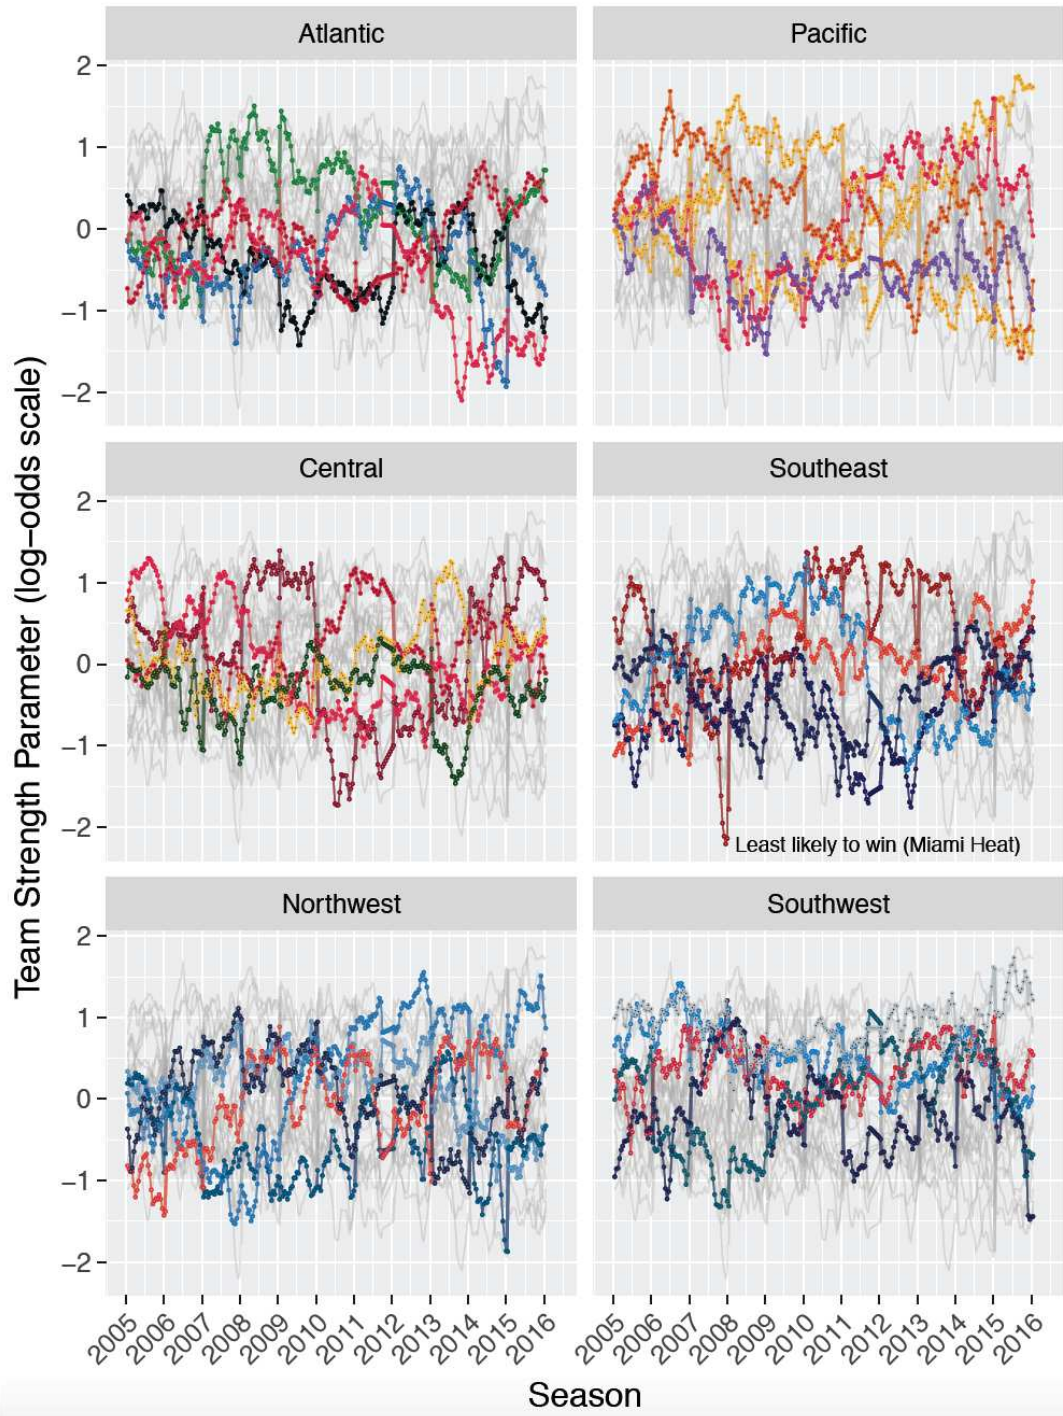 Atlantic
Pacific
2
1
0
−1
−2
Central
Southeast
2
1
0
−1
−2
Least likely to win (Miami Heat)
Northwest
Southwest
2
1
0
−1
−2
Team Strength Parameter (log−odds scale)
2005 2006 2007 2008 2009 2010 2011 2012 2013 2014 2015 2016
2005 2006 2007 2008 2009 2010 2011 2012 2013 2014 2015 2016
Season